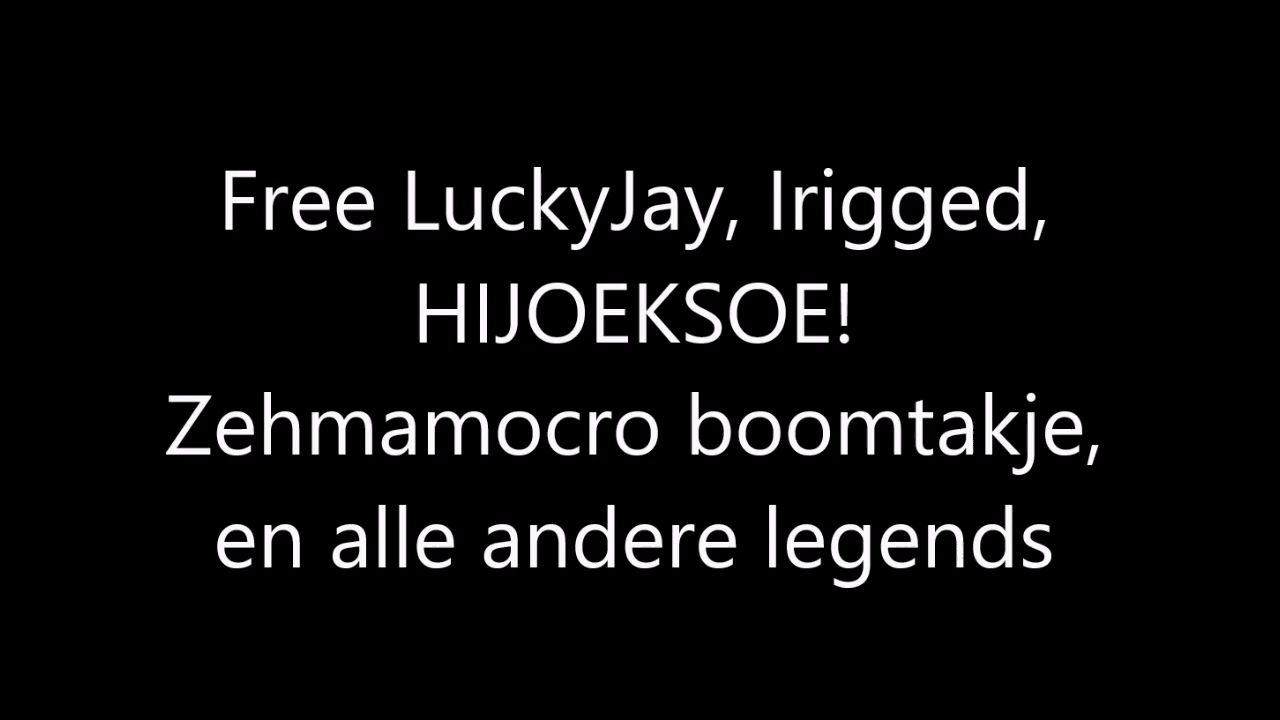 Free LuckyJay, Irigged,
HIJOEKSOE!
Zehmamocro boomtakje,
en alle andere legends